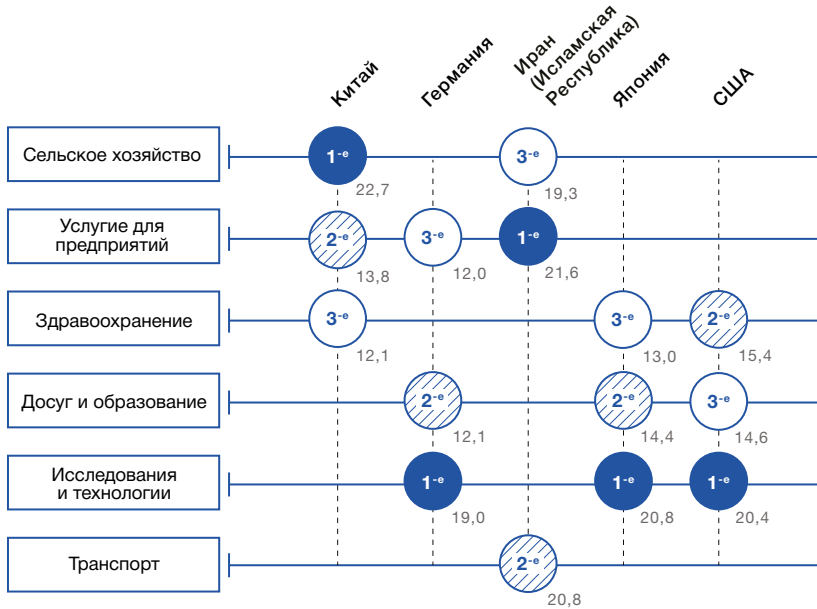 Китай
Германия
Иран
(Исламская
Республика)
Япония
США
Сельское хозяйство
1-е
22,7
3-е
19,3
Услугие для
предприятий
2-е
13,8
3-е
12,0
1-е
21,6
Здравоохранение
3-е
12,1
3-е
13,0
2-е
15,4
Досуг и образование
2-е
12,1
2-е
14,4
3-е
14,6
Исследования
и технологии
1-е
19,0
1-е
20,8
1-е
20,4
Транспорт
2-е
20,8